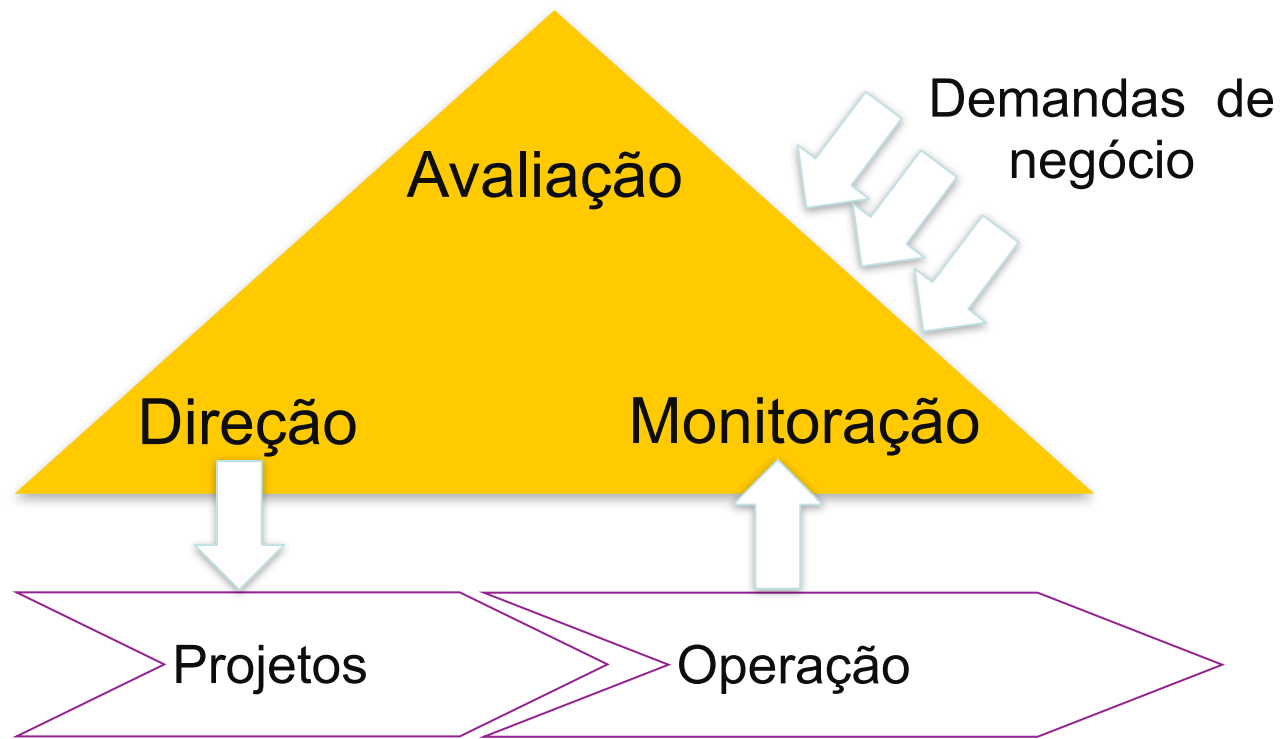 Demandas de
negócio
Avaliação
Direção
Monitoração
Projetos
Operação